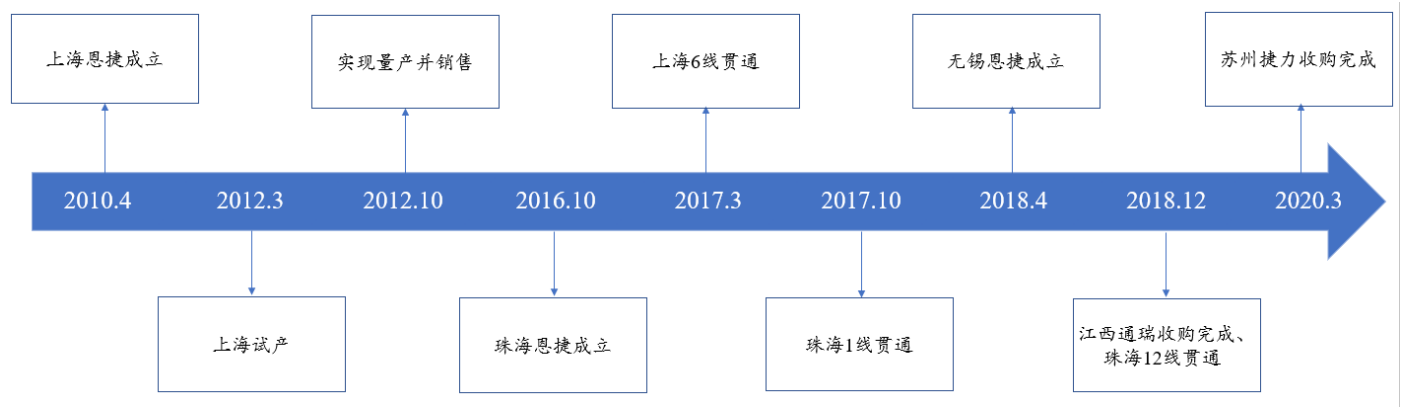 上海恩捷成立
实现量产并销售
上海6线贯通
无锡恩捷成立
苏州捷力收购完成
2010.4
2012.3
2012.10
2016.10
2017.3
2017.10
2018.4
2018.12
2020.3
上海试产
珠海恩捷成立
珠海1线贯通
江西通瑞收购完成、
珠海12线贯通